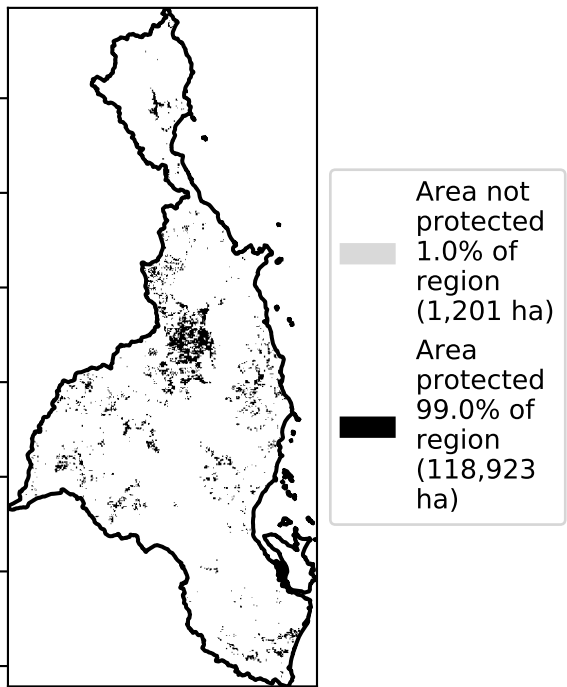 Area not
protected
1.0% of
region
(1,201 ha)
Area
protected
99.0% of
region
(118,923
ha)